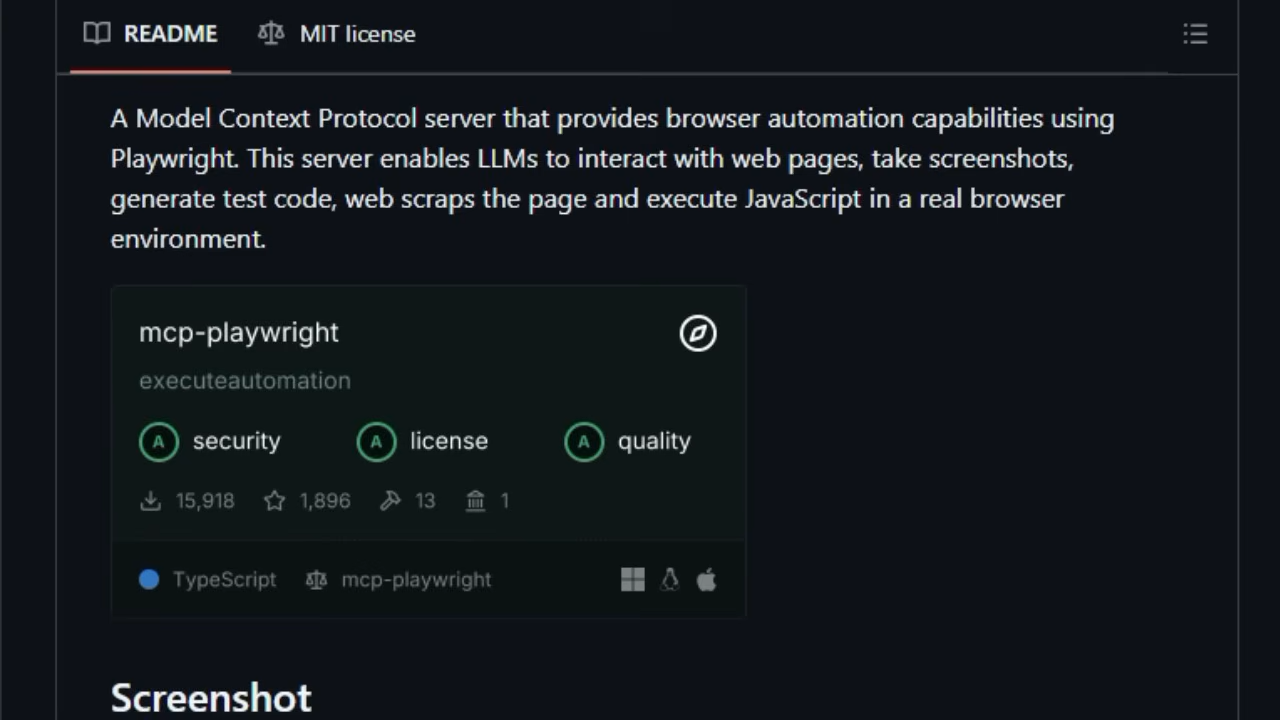 README
MIT license
A Model Context Protocol server that provides browser automation capabilities using
Playwright. This server enables LLMs to interact with web pages, take screenshots,
generate test code, web scraps the page and execute JavaScript in a real browser
environment.
mcp-playwright
executeautomation
A security A license A quality
15,918 1,896 13 1
TypeScript mcp-playwright
Screenshot